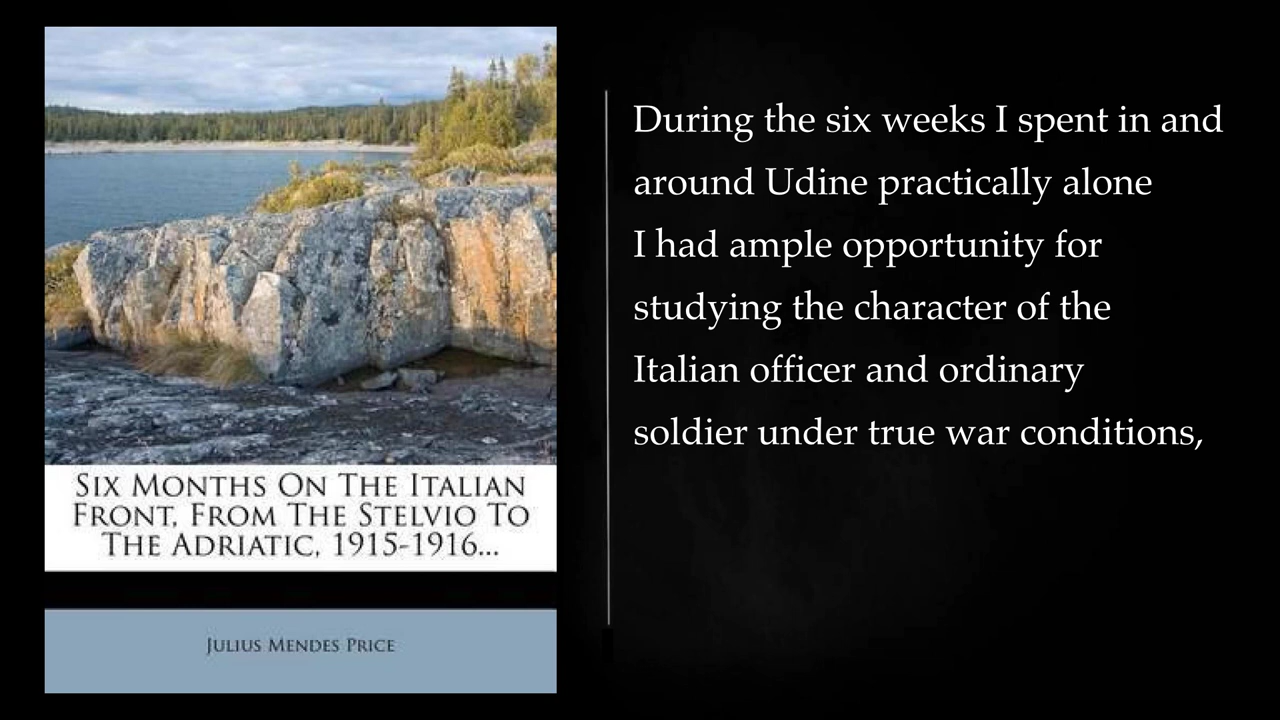 During the six weeks I spent in and
around Udine practically alone
I had ample opportunity for
studying the character of the
Italian officer and ordinary
soldier under true war conditions,
Six Months On The Italian
Front, From The Stelvio To
The Adriatic, 1915-1916...
Julius Mendes Price